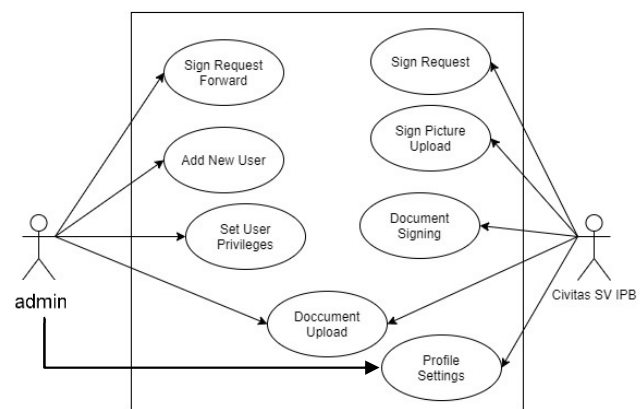 Sign Request
Forward
Sign Request
Sign Picture
Upload
Add New User
Set User
Privileges
Document
Signing
admin
Civitas SV IPB
Doccument
Upload
Profile
Settings